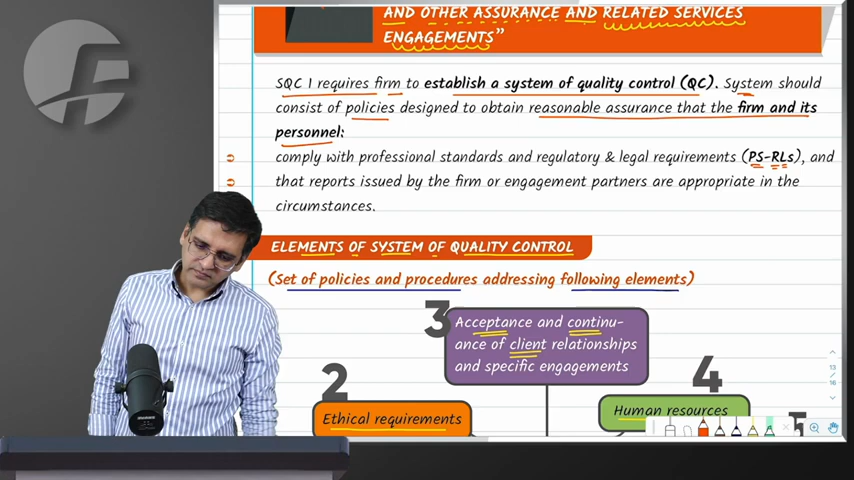 AND OTHER ASSURANCE AND RELATED SERVICES
ENGAGEMENTS”
SQC 1 requires firm to establish a system of quality control (QC). System should
consist of policies designed to obtain reasonable assurance that the firm and its
personnel:
comply with professional standards and regulatory & legal requirements (PS-RLs), and
that reports issued by the firm or engagement partners are appropriate in the
circumstances.
ELEMENTS OF SYSTEM OF QUALITY CONTROL
(Set of policies and procedures addressing following elements)
3
Acceptance and continu-
ance of client relationships
and specific engagements
2
4
Ethical requirements
Human resources
13
/
16